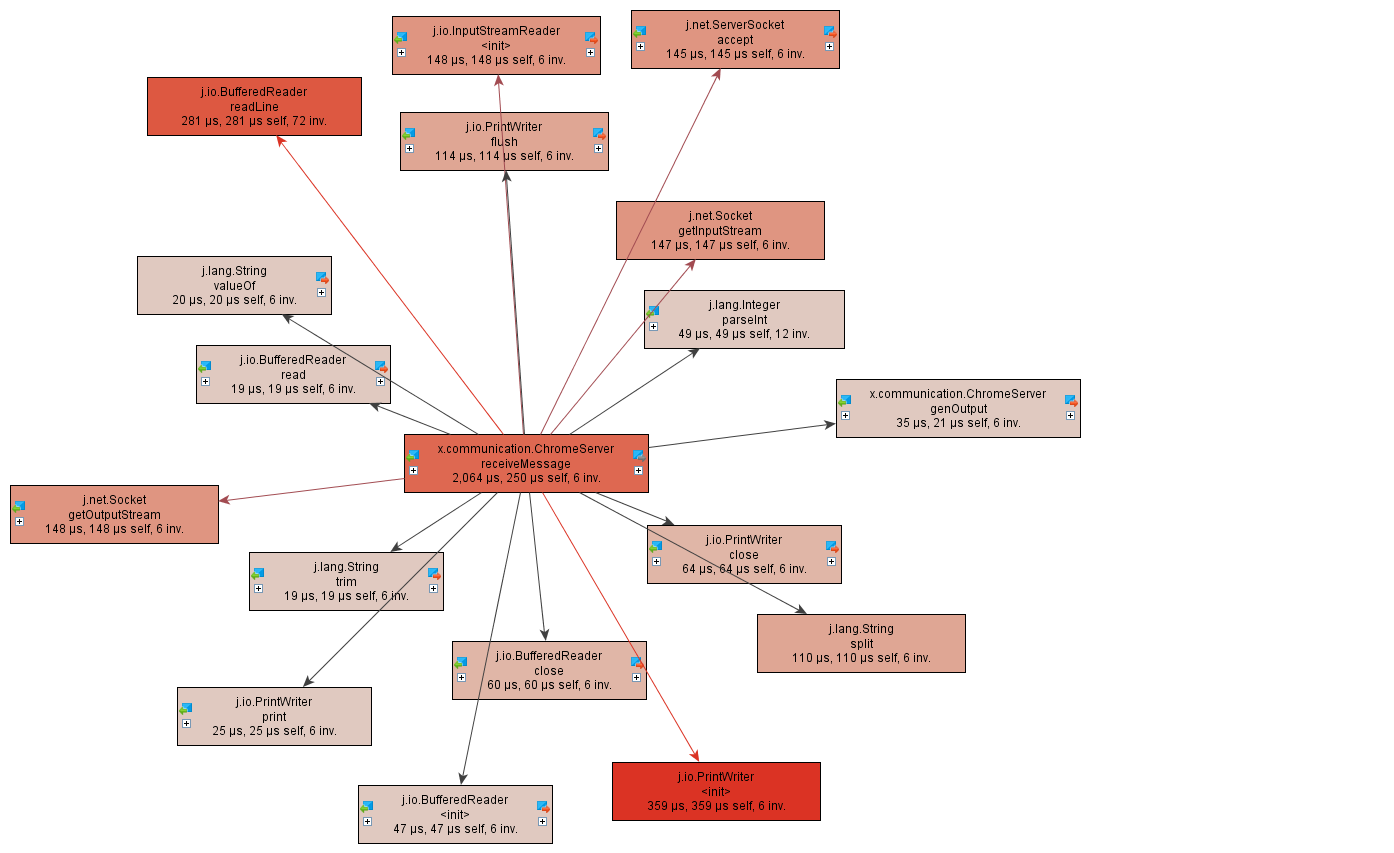 j.io.InputStreamReader
<init>
148 µs, 148 µs self, 6 inv.
j.net.ServerSocket
accept
145 µs, 145 µs self, 6 inv.
j.io.BufferedReader
readLine
281 µs, 281 µs self, 72 inv.
j.io.PrintWriter
flush
114 µs, 114 µs self, 6 inv.
j.net.Socket
getInputStream
147 µs, 147 µs self, 6 inv.
j.lang.String
valueOf
20 µs, 20 µs self, 6 inv.
j.lang.Integer
parseInt
49 µs, 49 µs self, 12 inv.
j.io.BufferedReader
read
19 µs, 19 µs self, 6 inv.
x.communication.ChromeServer
genOutput
35 µs, 21 µs self, 6 inv.
x.communication.ChromeServer
receiveMessage
2,064 µs, 250 µs self, 6 inv.
j.net.Socket
getOutputStream
148 µs, 148 µs self, 6 inv.
j.io.PrintWriter
close
64 µs, 64 µs self, 6 inv.
j.lang.String
trim
19 µs, 19 µs self, 6 inv.
j.lang.String
split
110 µs, 110 µs self, 6 inv.
j.io.BufferedReader
close
60 µs, 60 µs self, 6 inv.
j.io.PrintWriter
print
25 µs, 25 µs self, 6 inv.
j.io.PrintWriter
<init>
359 µs, 359 µs self, 6 inv.
j.io.BufferedReader
<init>
47 µs, 47 µs self, 6 inv.